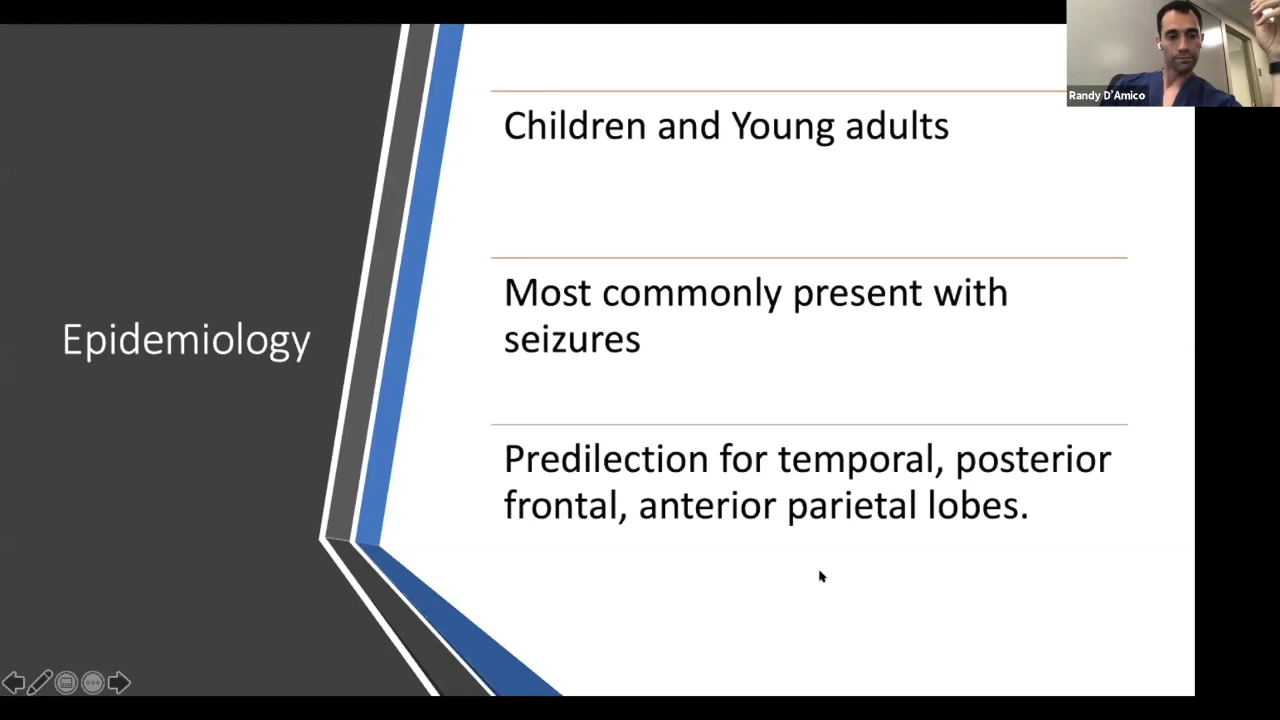 Randy D'Amico
Epidemiology
Children and Young adults
Most commonly present with
seizures
Predilection for temporal, posterior
frontal, anterior parietal lobes.